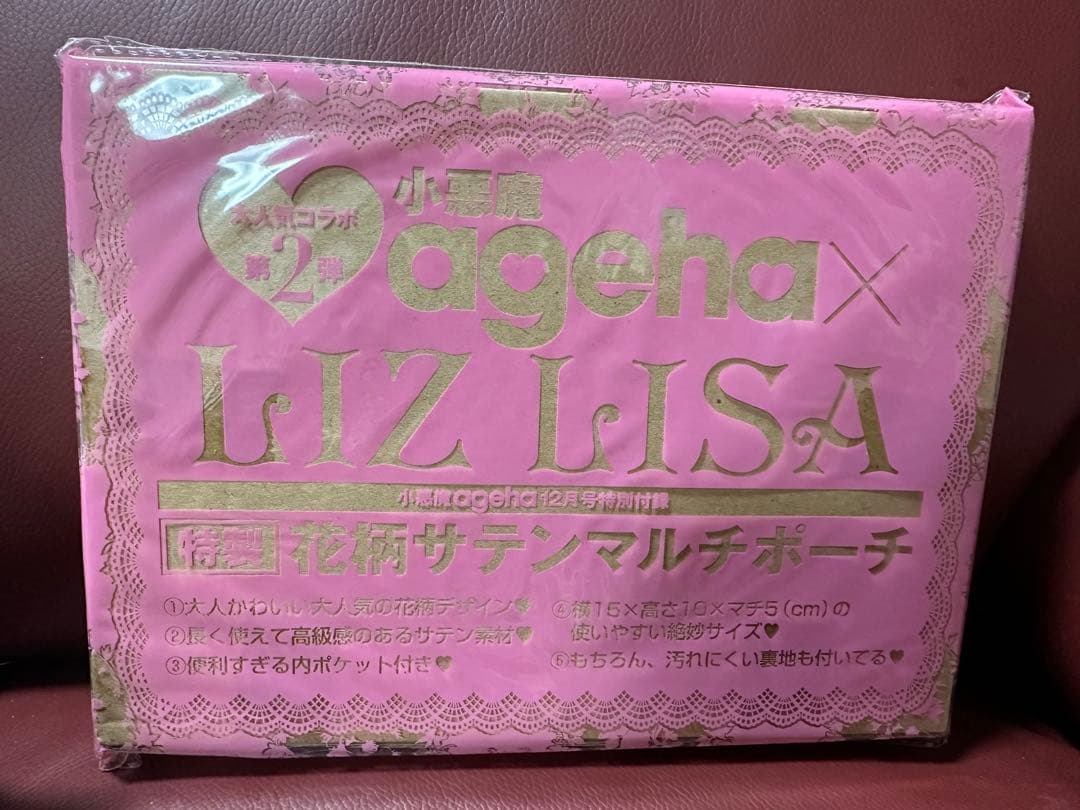 大人気コラボ
第2弾
小悪魔
ageha×
LIZ LISA
小悪魔ageha12月号特別付録
特製 花柄サテンマルチポーチ
①大人かわいい大人気の花柄デザイン♥
②長く使えて高級感のあるサテン素材♥
③便利すぎる内ポケット付き♥
④横15×高さ10×マチ5(cm)の
使いやすい絶妙サイズ♥
⑤もちろん、汚れにくい裏地も付いてる♥